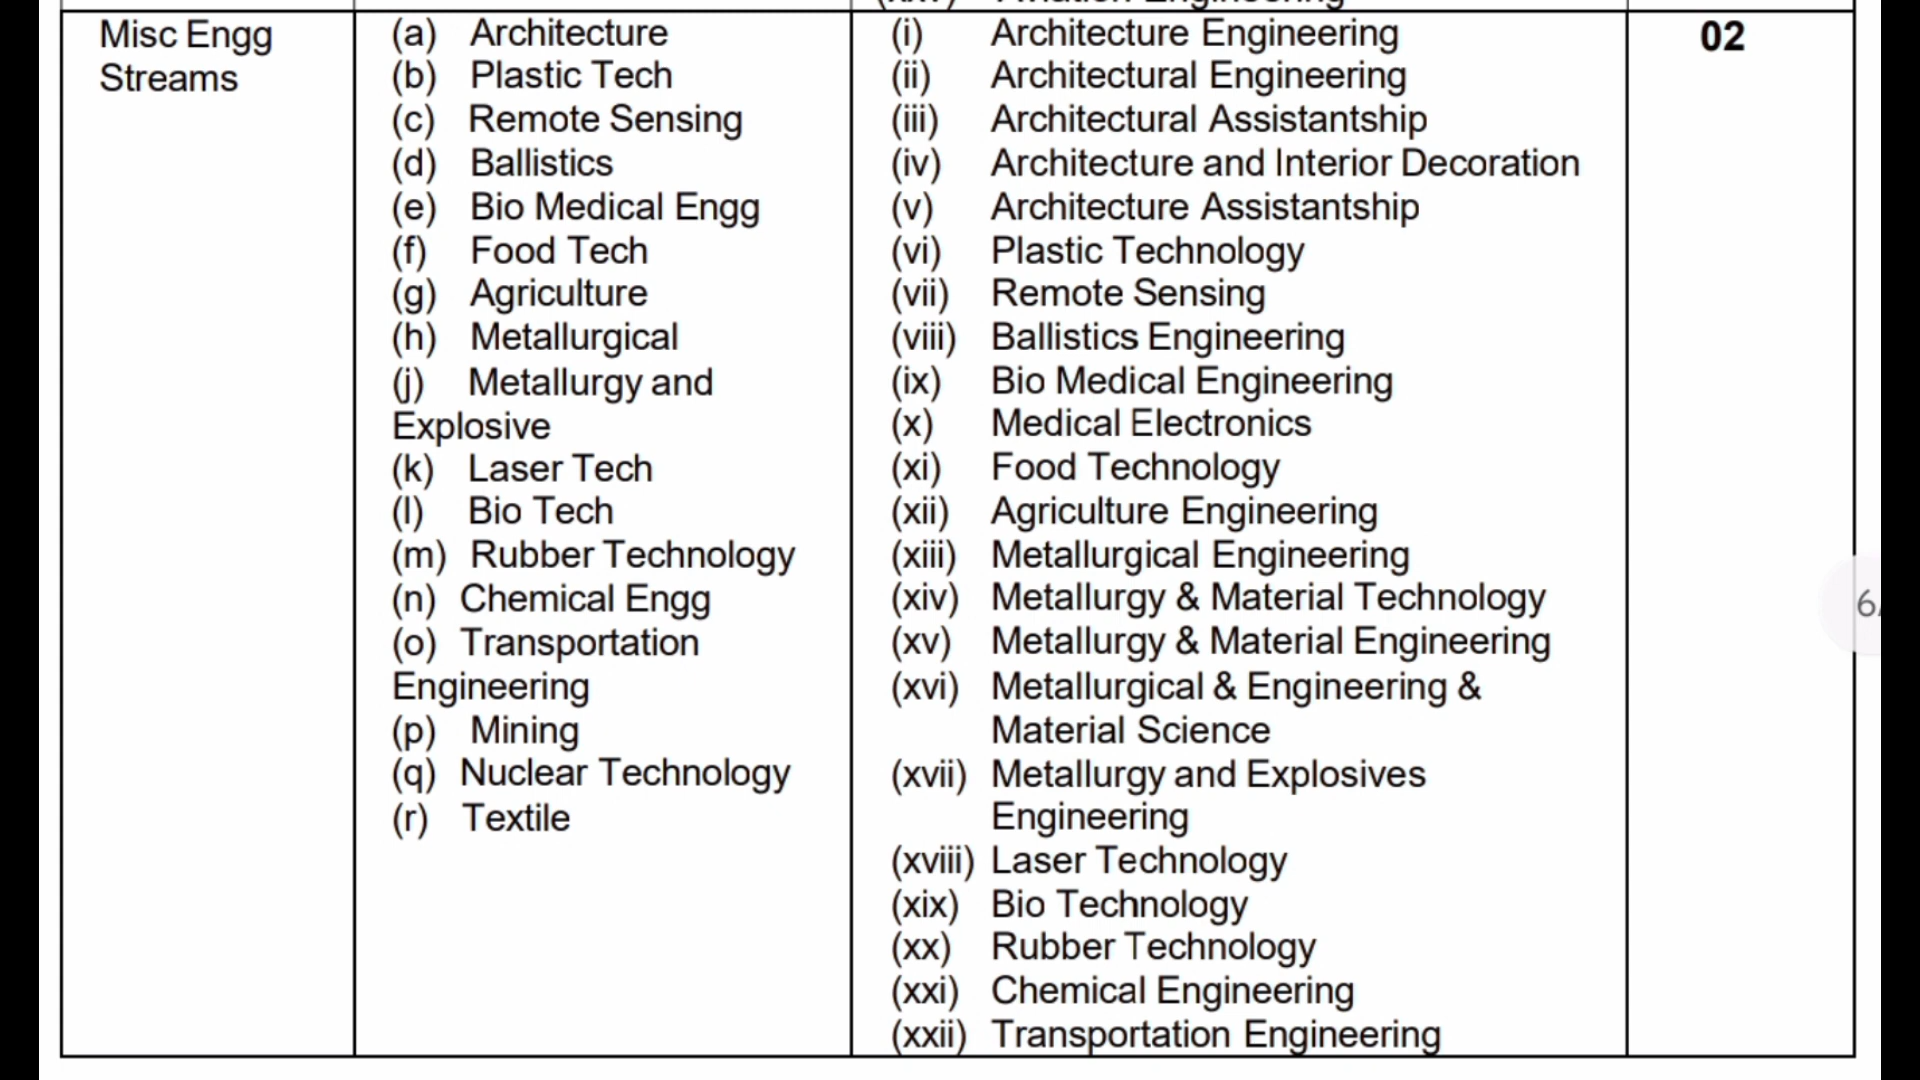 Misc Engg
Streams
(a) Architecture
(b) Plastic Tech
(c) Remote Sensing
(d) Ballistics
(e) Bio Medical Engg
(f) Food Tech
(g) Agriculture
(h) Metallurgical
(j) Metallurgy and
Explosive
(k) Laser Tech
(l) Bio Tech
(m) Rubber Technology
(n) Chemical Engg
(o) Transportation
Engineering
(p) Mining
(q) Nuclear Technology
(r) Textile
(i) Architecture Engineering
(ii) Architectural Engineering
(iii) Architectural Assistantship
(iv) Architecture and Interior Decoration
(v) Architecture Assistantship
(vi) Plastic Technology
(vii) Remote Sensing
(viii) Ballistics Engineering
(ix) Bio Medical Engineering
(x) Medical Electronics
(xi) Food Technology
(xii) Agriculture Engineering
(xiii) Metallurgical Engineering
(xiv) Metallurgy & Material Technology
(xv) Metallurgy & Material Engineering
(xvi) Metallurgical & Engineering &
Material Science
(xvii) Metallurgy and Explosives
Engineering
(xviii) Laser Technology
(xix) Bio Technology
(xx) Rubber Technology
(xxi) Chemical Engineering
(xxii) Transportation Engineering
02
6